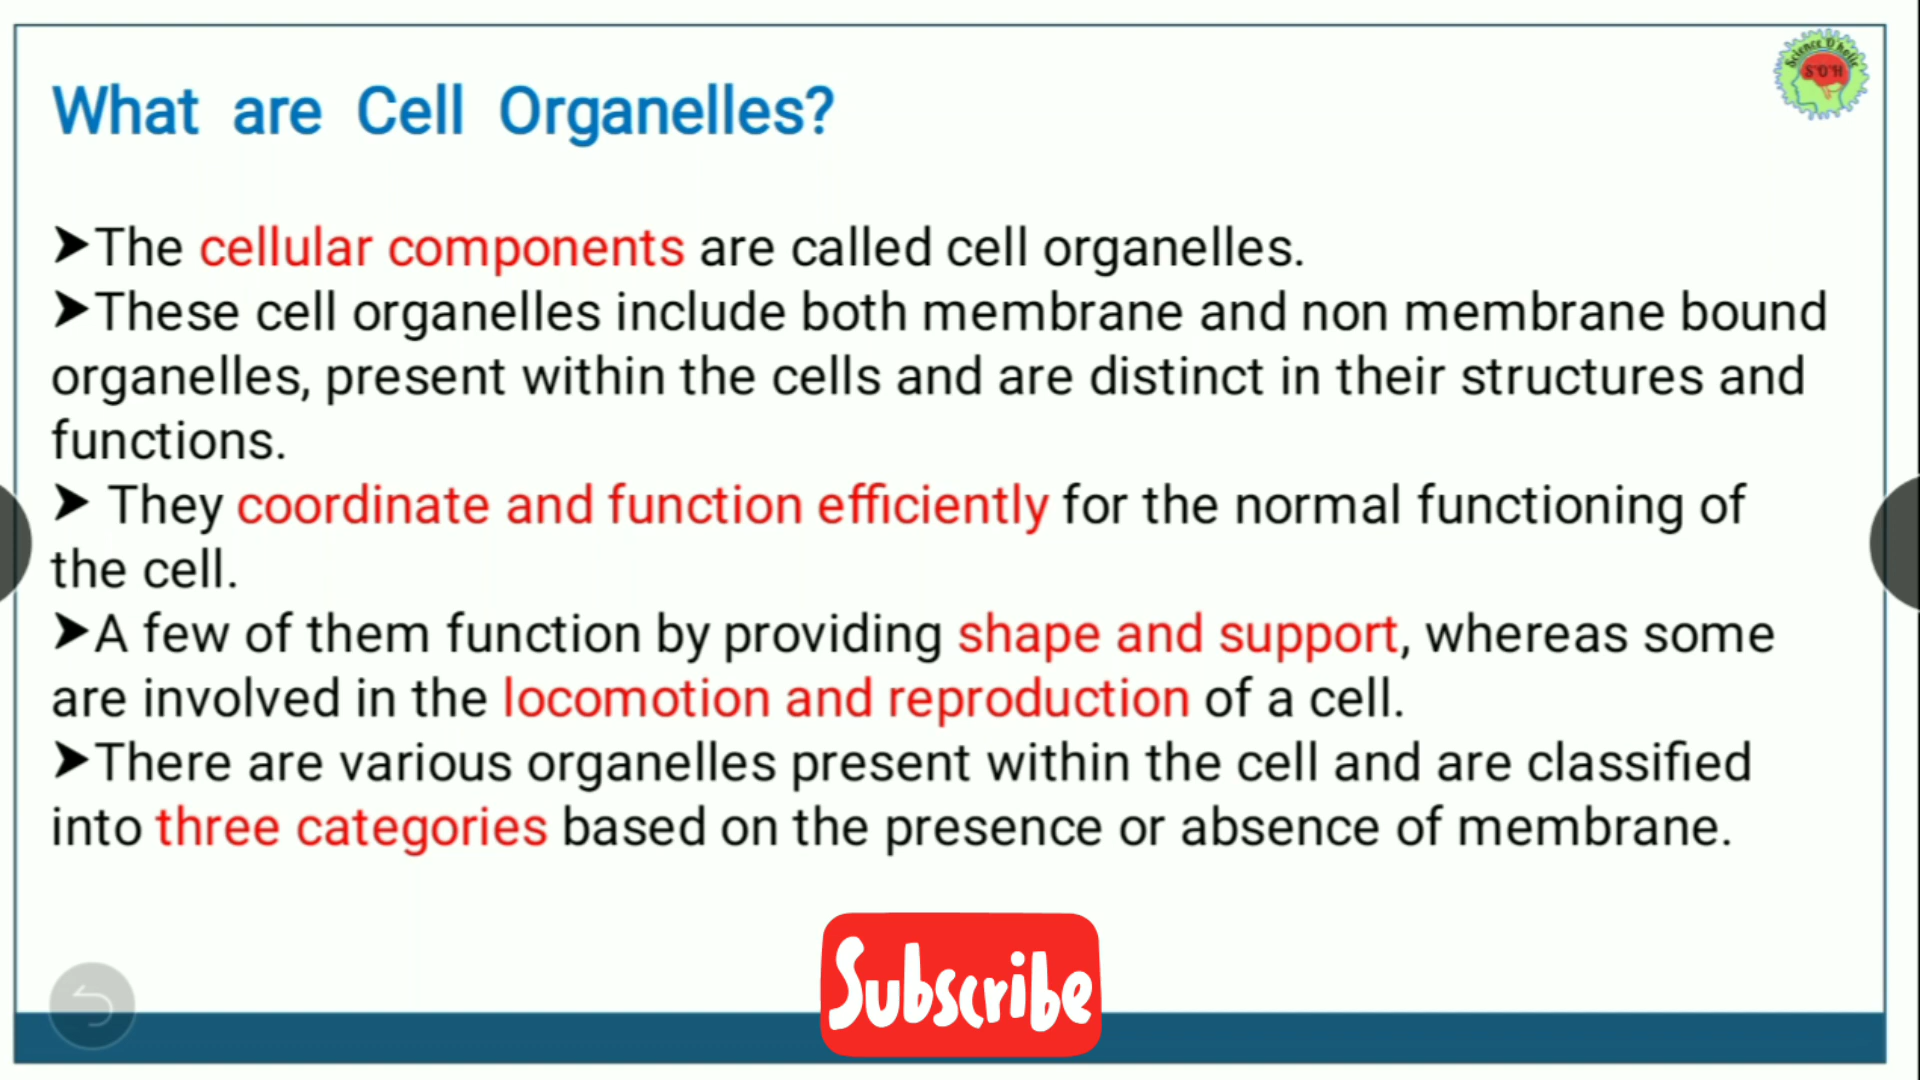 What are Cell Organelles?
Science O'holic
S'O'H
➤The cellular components are called cell organelles.
➤These cell organelles include both membrane and non membrane bound
organelles, present within the cells and are distinct in their structures and
functions.
➤ They coordinate and function efficiently for the normal functioning of
the cell.
➤A few of them function by providing shape and support, whereas some
are involved in the locomotion and reproduction of a cell.
➤There are various organelles present within the cell and are classified
into three categories based on the presence or absence of membrane.
Subscribe